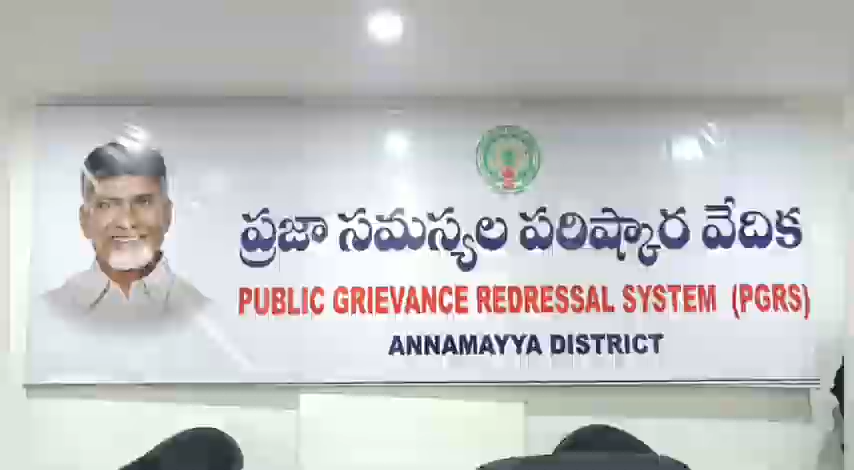 ప్రజా సమస్యల పరిష్కార వేదిక
PUBLIC GRIEVANCE REDRESSAL SYSTEM (PGRS)
ANNAMAYYA DISTRICT